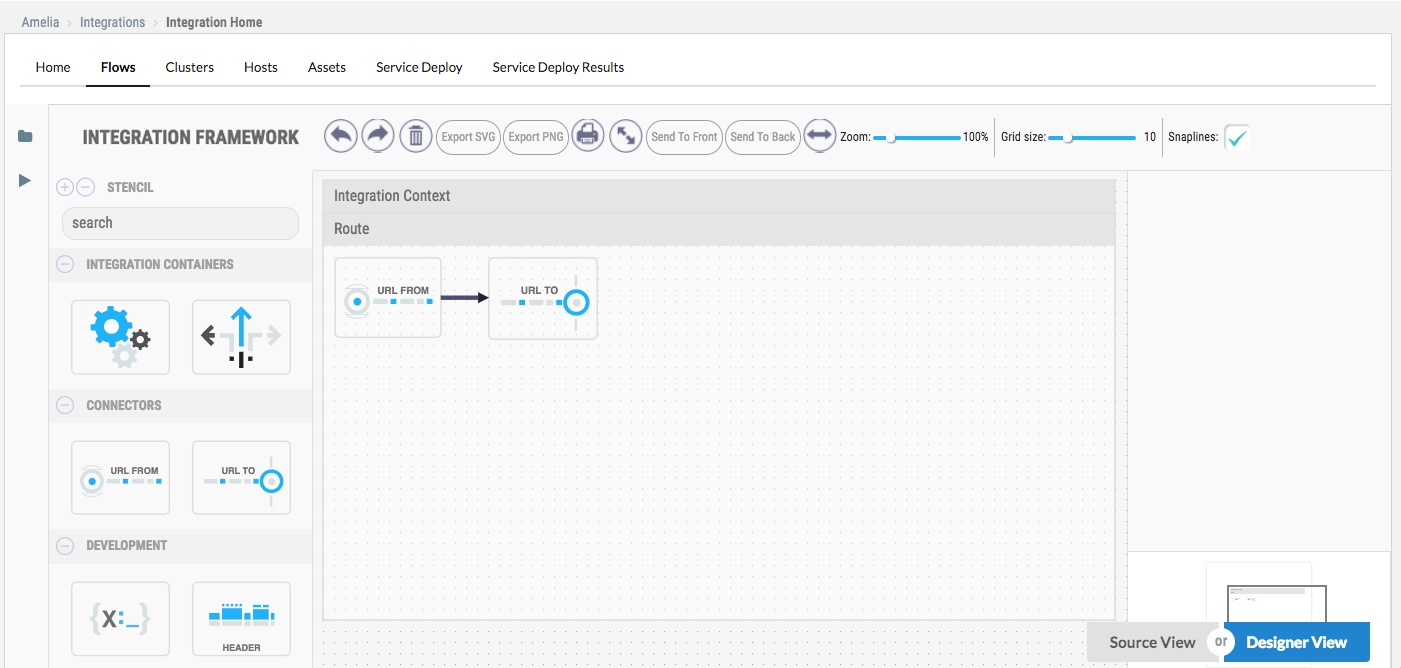 Amelia › Integrations › Integration Home
Home Flows Clusters Hosts Assets Service Deploy Service Deploy Results
INTEGRATION FRAMEWORK
Export SVG Export PNG Send To Front Send To Back Zoom: 100% Grid size: 10 Snaplines:
STENCIL
search
INTEGRATION CONTAINERS
CONNECTORS
URL FROM URL TO
DEVELOPMENT
{X:_}
HEADER
Integration Context
Route
URL FROM URL TO
Source View or Designer View